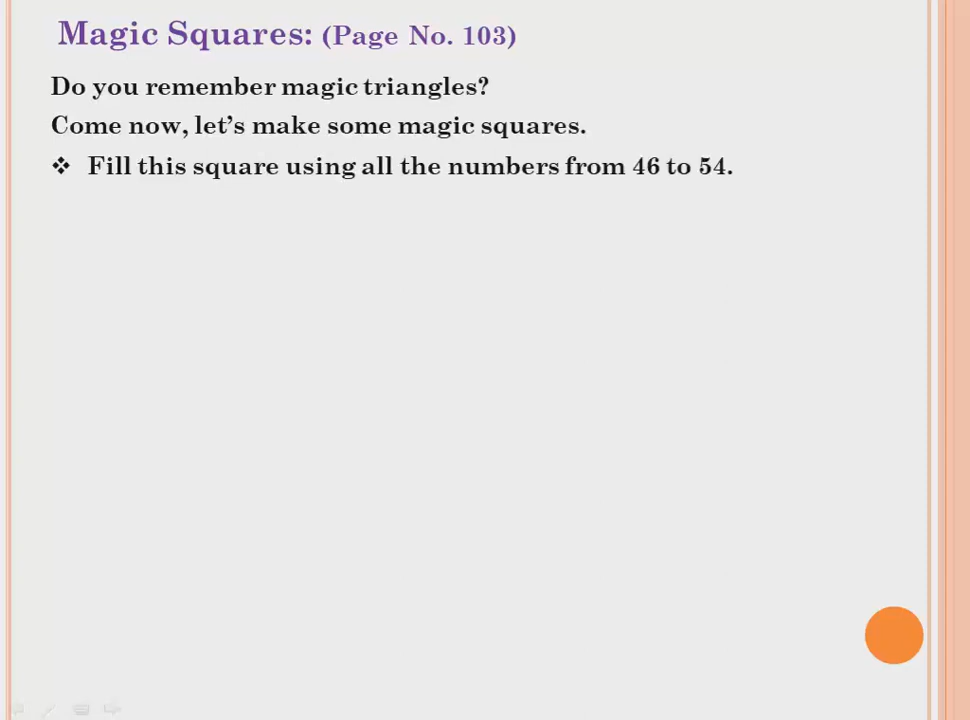 Magic Squares: (Page No. 103)
Do you remember magic triangles?
Come now, let’s make some magic squares.
❖ Fill this square using all the numbers from 46 to 54.